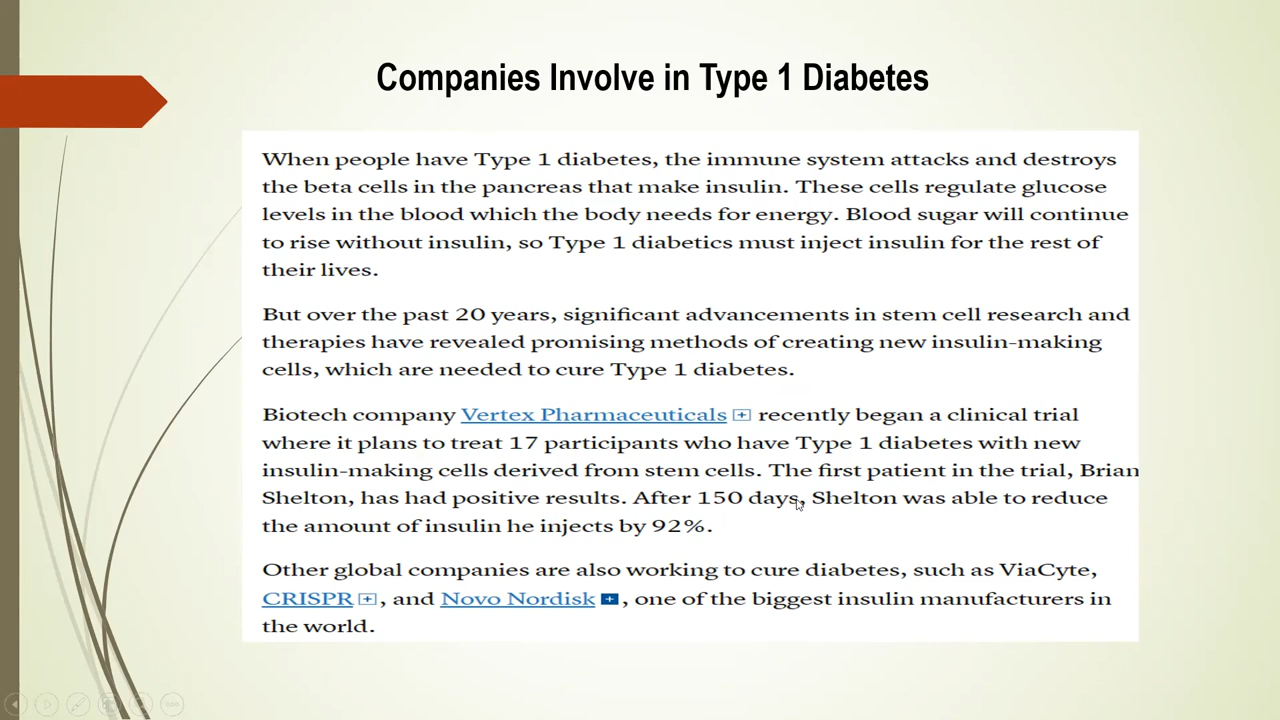 Companies Involve in Type 1 Diabetes
When people have Type 1 diabetes, the immune system attacks and destroys
the beta cells in the pancreas that make insulin. These cells regulate glucose
levels in the blood which the body needs for energy. Blood sugar will continue
to rise without insulin, so Type 1 diabetics must inject insulin for the rest of
their lives.
But over the past 20 years, significant advancements in stem cell research and
therapies have revealed promising methods of creating new insulin-making
cells, which are needed to cure Type 1 diabetes.
Biotech company Vertex Pharmaceuticals recently began a clinical trial
where it plans to treat 17 participants who have Type 1 diabetes with new
insulin-making cells derived from stem cells. The first patient in the trial, Brian
Shelton, has had positive results. After 150 days, Shelton was able to reduce
the amount of insulin he injects by 92%.
Other global companies are also working to cure diabetes, such as ViaCyte,
CRISPR, and Novo Nordisk, one of the biggest insulin manufacturers in
the world.